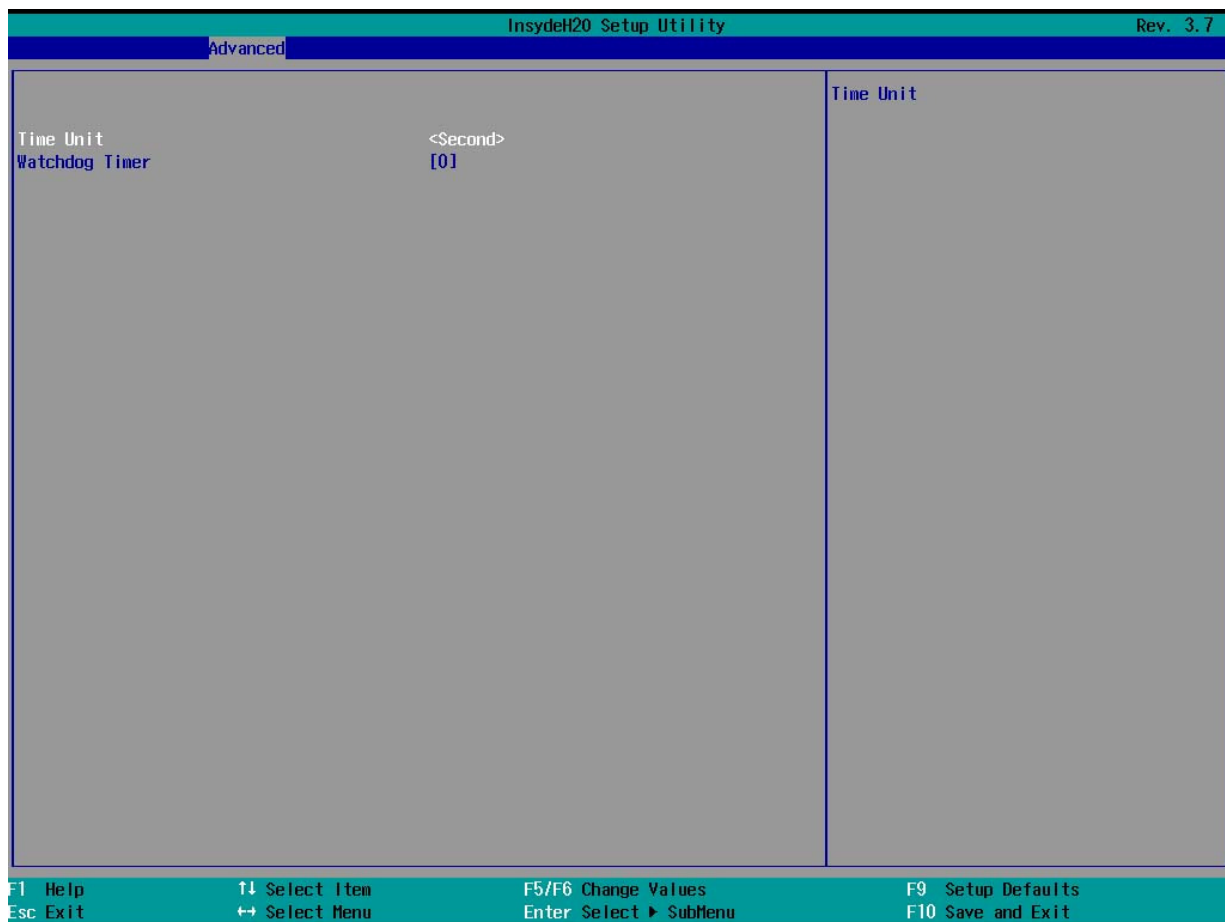 InsydeH20 Setup Utility Rev. 3.7
Advanced
Time Unit
Time Unit <Second>
Watchdog Timer [0]
F1 Help ↑↓ Select Item F5/F6 Change Values F9 Setup Defaults
Esc Exit ↔ Select Menu Enter Select ▶ SubMenu F10 Save and Exit